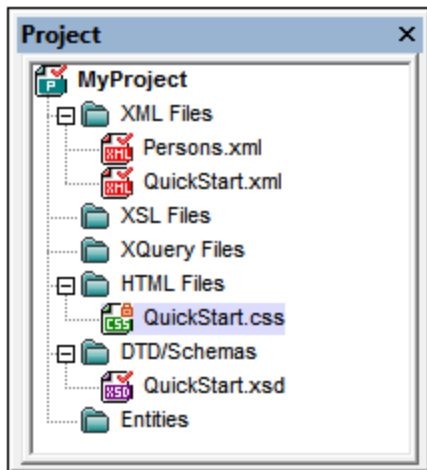 Project
MyProject
XML Files
Persons.xml
QuickStart.xml
XSL Files
XQuery Files
HTML Files
QuickStart.css
DTD/Schemas
QuickStart.xsd
Entities